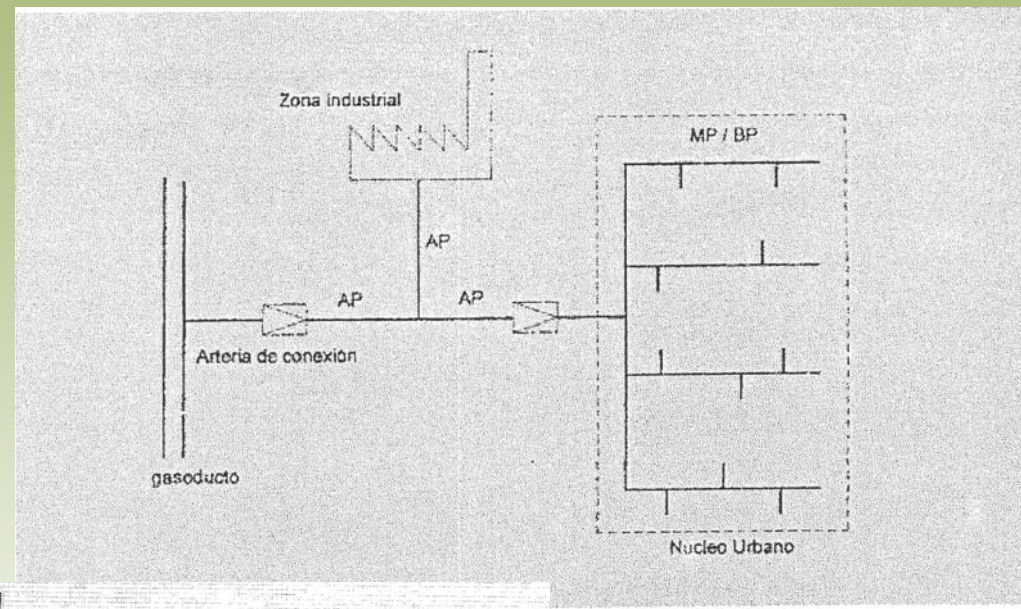 Zona Industrial
MP / BP
AP
AP
AP
Arteria de conexión
gasoducto
Nucleo Urbano